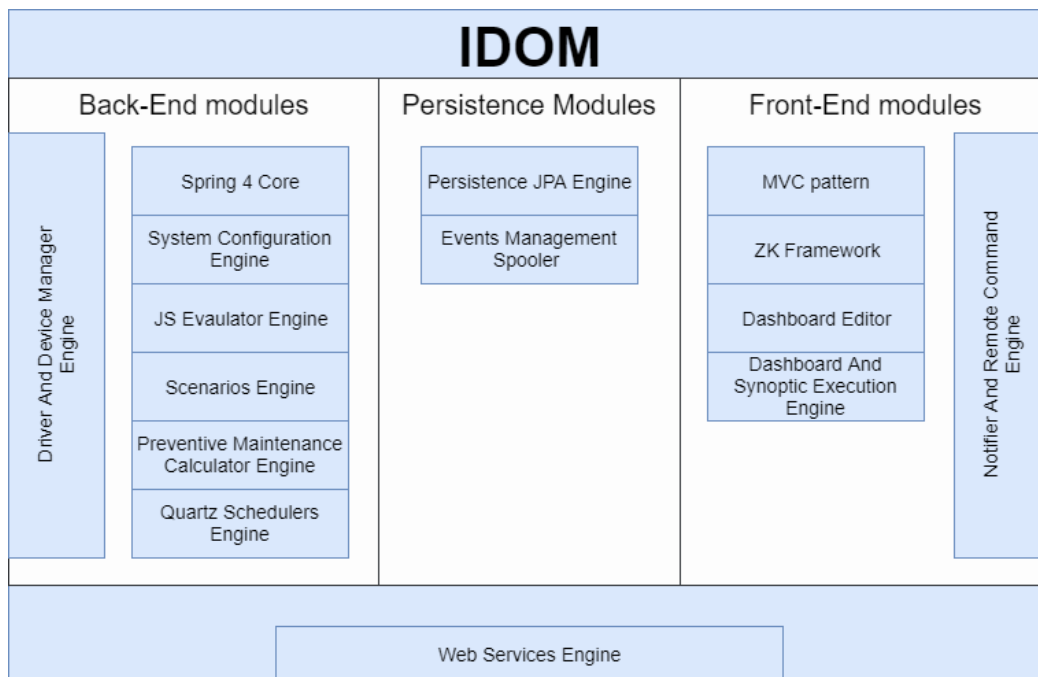 IDOM
Back-End modules
Persistence Modules
Front-End modules
Driver And Device Manager
Engine
Spring 4 Core
System Configuration
Engine
JS Evaulator Engine
Scenarios Engine
Preventive Maintenance
Calculator Engine
Quartz Schedulers
Engine
Persistence JPA Engine
Events Management
Spooler
MVC pattern
ZK Framework
Dashboard Editor
Dashboard And
Synoptic Execution
Engine
Notifier And Remote Command
Engine
Web Services Engine